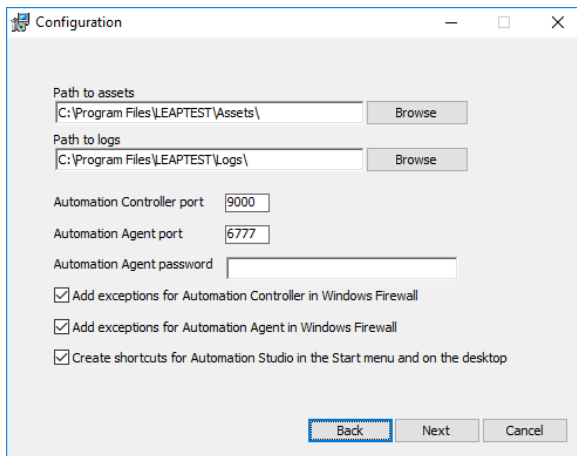 Configuration
Path to assets
C:\Program Files\LEAPTEST\Assets\ Browse
Path to logs
C:\Program Files\LEAPTEST\Logs\ Browse
Automation Controller port 9000
Automation Agent port 6777
Automation Agent password
Add exceptions for Automation Controller in Windows Firewall
Add exceptions for Automation Agent in Windows Firewall
Create shortcuts for Automation Studio in the Start menu and on the desktop
Back Next Cancel